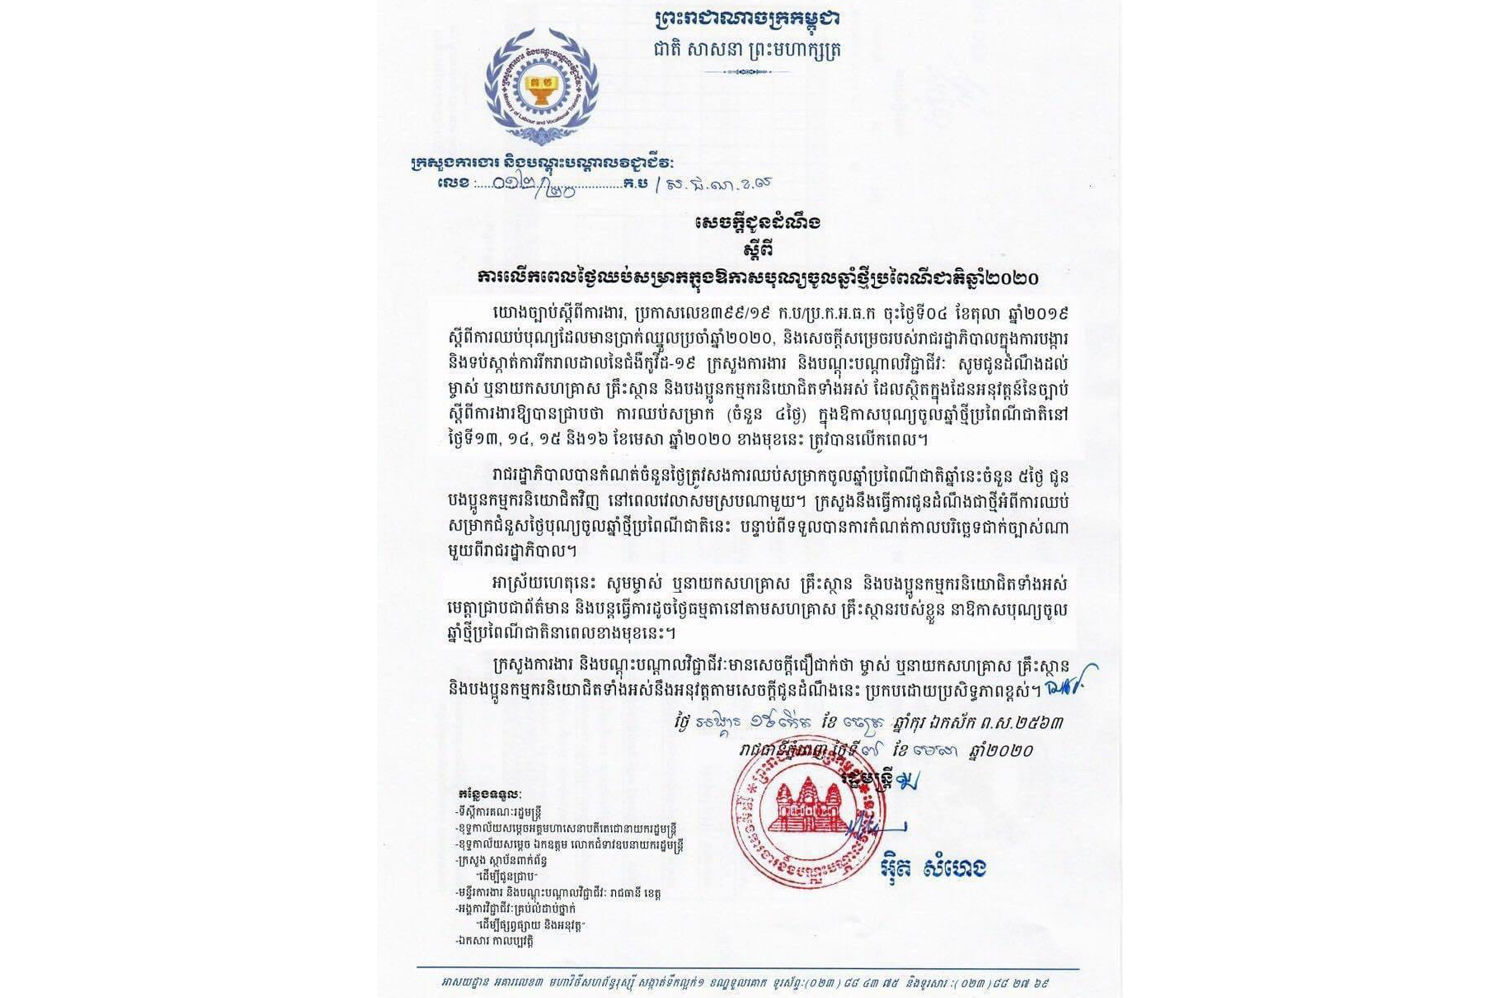 ព្រះរាជាណាចក្រកម្ពុជា
ជាតិ សាសនា ព្រះមហាក្សត្រ
ក្រសួងការងារ និងបណ្តុះបណ្តាលវិជ្ជាជីវៈ
Ministry of Labour and Vocational Training
ក្រសួងការងារ និងបណ្តុះបណ្តាលវិជ្ជាជីវៈ
លេខ :....០១២/២០...................ក.ប / ស.ជ.ណ.ខ.ល
សេចក្តីជូនដំណឹង
ស្តីពី
ការលើកពេលថ្ងៃឈប់សម្រាកក្នុងឱកាសបុណ្យចូលឆ្នាំថ្មីប្រពៃណីជាតិឆ្នាំ២០២០
យោងច្បាប់ស្តីពីការងារ, ប្រកាសលេខ៣៩៩/១៩ ក.ប/ប្រ.ក.អ.ធ.ក ចុះថ្ងៃទី០៤ ខែតុលា ឆ្នាំ២០១៩
ស្តីពីការឈប់បុណ្យដែលមានប្រាក់ឈ្នួលប្រចាំឆ្នាំ២០២០, និងសេចក្តីសម្រេចរបស់រាជរដ្ឋាភិបាលក្នុងការបង្ការ
និងទប់ស្កាត់ការរីករាលដាលនៃជំងឺកូវីដ-១៩ ក្រសួងការងារ និងបណ្តុះបណ្តាលវិជ្ជាជីវៈ សូមជូនដំណឹងដល់
ម្ចាស់ ឬនាយកសហគ្រាស គ្រឹះស្ថាន និងបងប្អូនកម្មករនិយោជិតទាំងអស់ ដែលស្ថិតក្នុងដែនអនុវត្តន៍នៃច្បាប់
ស្តីពីការងារឱ្យបានជ្រាបថា ការឈប់សម្រាក (ចំនួន ៤ថ្ងៃ) ក្នុងឱកាសបុណ្យចូលឆ្នាំថ្មីប្រពៃណីជាតិនៅ
ថ្ងៃទី១៣, ១៤, ១៥ និង១៦ ខែមេសា ឆ្នាំ២០២០ ខាងមុខនេះ ត្រូវបានលើកពេល។
រាជរដ្ឋាភិបាលបានកំណត់ចំនួនថ្ងៃត្រូវសងការឈប់សម្រាកចូលឆ្នាំប្រពៃណីជាតិឆ្នាំនេះចំនួន ៥ថ្ងៃ ជូន
បងប្អូនកម្មករនិយោជិតវិញ នៅពេលវេលាសមស្របណាមួយ។ ក្រសួងនឹងធ្វើការជូនដំណឹងជាថ្មីអំពីការឈប់
សម្រាកជំនួសថ្ងៃបុណ្យចូលឆ្នាំថ្មីប្រពៃណីជាតិនេះ បន្ទាប់ពីទទួលបានការកំណត់កាលបរិច្ឆេទជាក់ច្បាស់ណា
មួយពីរាជរដ្ឋាភិបាល។
អាស្រ័យហេតុនេះ សូមម្ចាស់ ឬនាយកសហគ្រាស គ្រឹះស្ថាន និងបងប្អូនកម្មករនិយោជិតទាំងអស់
មេត្តាជ្រាបជាព័ត៌មាន និងបន្តធ្វើការដូចថ្ងៃធម្មតានៅតាមសហគ្រាស គ្រឹះស្ថានរបស់ខ្លួន នាឱកាសបុណ្យចូល
ឆ្នាំថ្មីប្រពៃណីជាតិនាពេលខាងមុខនេះ។
ក្រសួងការងារ និងបណ្តុះបណ្តាលវិជ្ជាជីវៈមានសេចក្តីជឿជាក់ថា ម្ចាស់ ឬនាយកសហគ្រាស គ្រឹះស្ថាន
និងបងប្អូនកម្មករនិយោជិតទាំងអស់នឹងអនុវត្តតាមសេចក្តីជូនដំណឹងនេះ ប្រកបដោយប្រសិទ្ធភាពខ្ពស់។
ថ្ងៃ អង្គារ ១៥កើត ខែ ចេត្រ ឆ្នាំកុរ ឯកស័ក ព.ស.២៥៦៣
រាជធានីភ្នំពេញ ថ្ងៃទី៧ ខែ មេសា ឆ្នាំ២០២០
រដ្ឋមន្ត្រី
អ៊ិត សំហេង
កន្លែងទទួលៈ
-ទីស្តីការគណៈរដ្ឋមន្ត្រី
-ខុទ្ទកាល័យសម្តេចអគ្គមហាសេនាបតីតេជោនាយករដ្ឋមន្ត្រី
-ខុទ្ទកាល័យសម្តេច ឯកឧត្តម លោកជំទាវឧបនាយករដ្ឋមន្ត្រី
-ក្រសួង ស្ថាប័នពាក់ព័ន្ធ
"ដើម្បីជូនជ្រាប"
-មន្ទីរការងារ និងបណ្តុះបណ្តាលវិជ្ជាជីវៈ រាជធានី ខេត្ត
-អង្គការវិជ្ជាជីវៈគ្រប់លំដាប់ថ្នាក់
"ដើម្បីផ្សព្វផ្សាយ និងអនុវត្ត"
-ឯកសារ កាលប្បវត្តិ
អាសយដ្ឋាន អគារលេខ៣ មហាវិថីសហព័ន្ធរុស្ស៊ី សង្កាត់ទឹកល្អក់១ ខណ្ឌទួលគោក ទូរស័ព្ទៈ(០២៣) ៨៨ ៤៣ ៧៥ និងទូរសារ :(០២៣)៨៨ ២៧ ៦៩